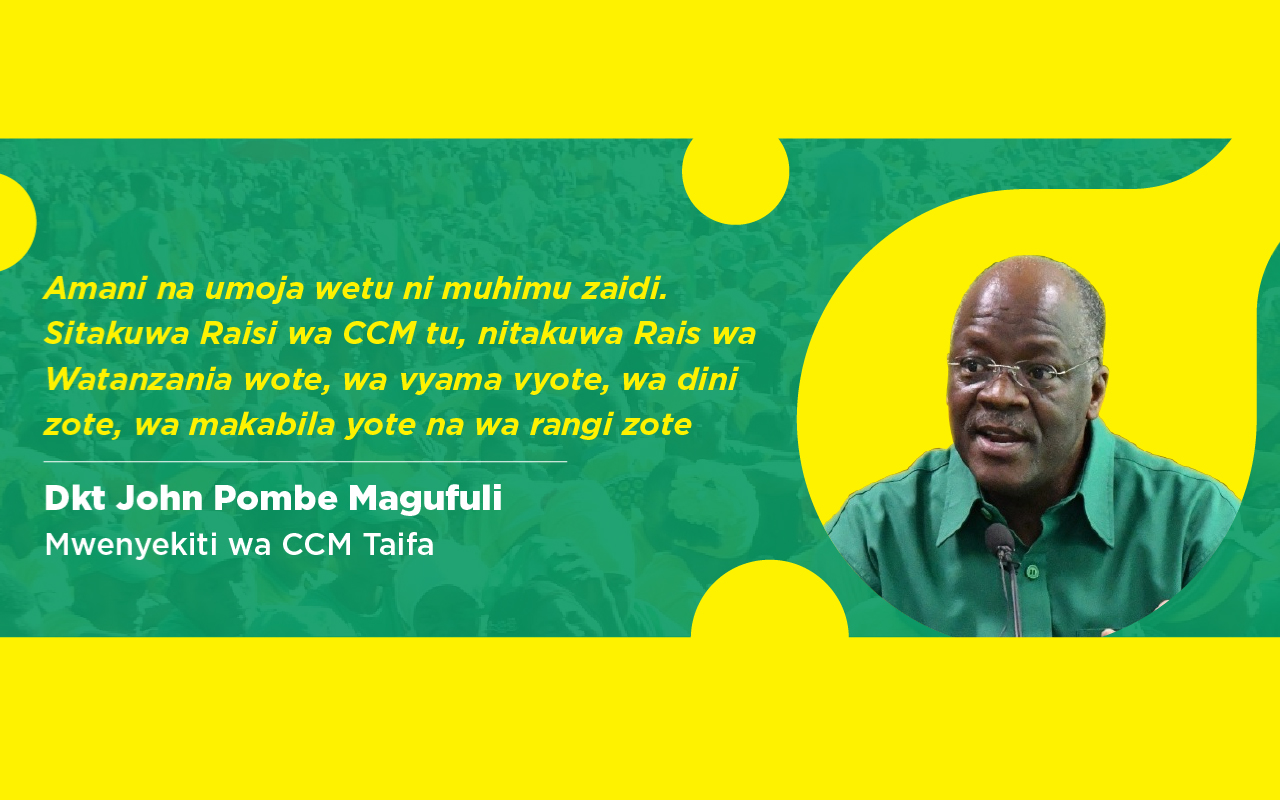 Amani na umoja wetu ni muhimu zaidi.
Sitakuwa Raisi wa CCM tu, nitakuwa Rais wa
Watanzania wote, wa vyama vyote, wa dini
zote, wa makabila yote na wa rangi zote
Dkt John Pombe Magufuli
Mwenyekiti wa CCM Taifa